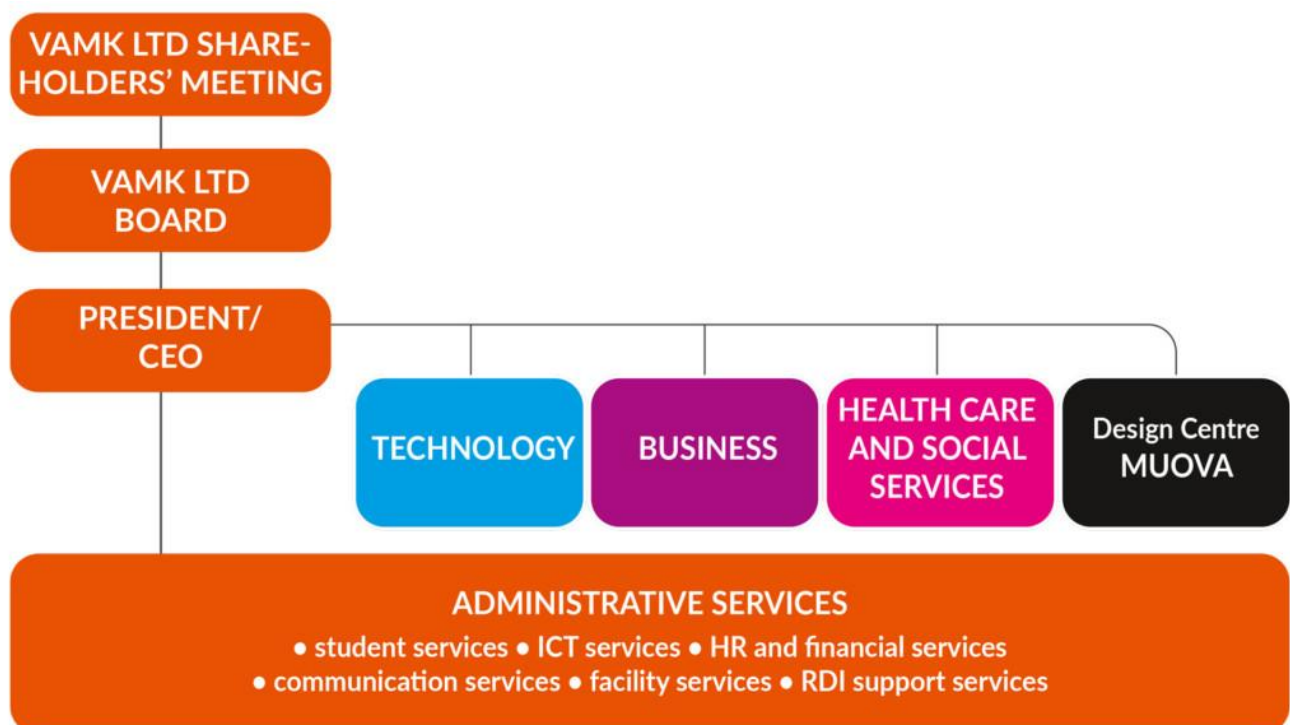 VAMK LTD SHARE-
HOLDERS’ MEETING
VAMK LTD
BOARD
PRESIDENT/
CEO
TECHNOLOGY
BUSINESS
HEALTH CARE
AND SOCIAL
SERVICES
Design Centre
MUOVA
ADMINISTRATIVE SERVICES
● student services ● ICT services ● HR and financial services
● communication services ● facility services ● RDI support services